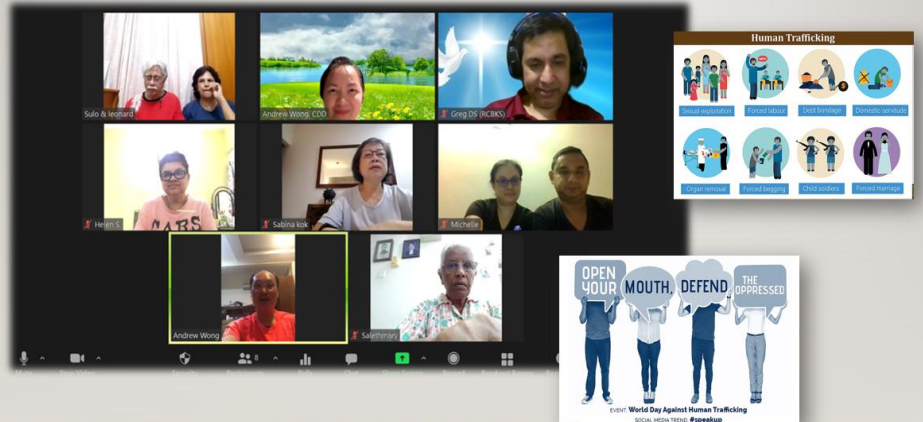 Sulo & leonard
Andrew Wong, CDD
Greg DS (RCBKS)
Helen S.
CARS
Sabina kok
Michelle
Andrew Wong
Salethmary
8
Human Trafficking
Sexual exploitation
Forced labour
Debt bondage
Domestic servitude
Organ removal
Forced begging
Child soldiers
Forced marriage
OPEN YOUR
MOUTH,
DEFEND
THE OPPRESSED
EVENT: World Day Against Human Trafficking
SOCIAL MEDIA TREND: #speakup